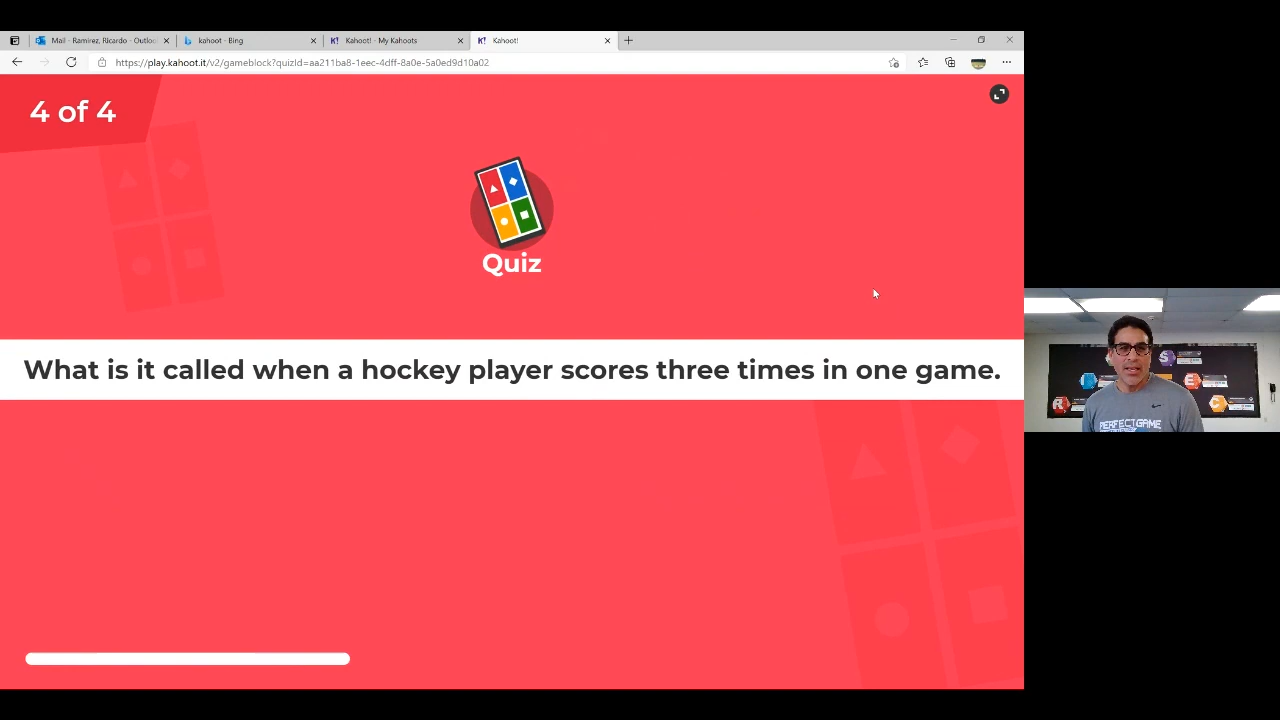 Mail - Ramirez, Ricardo - Outloo
kahoot - Bing
Kahoot! - My Kahoots
Kahoot!
https://play.kahoot.it/v2/gameblock?quizId=aa211ba8-1eec-4dff-8a0e-5a0ed9d10a02
4 of 4
Quiz
What is it called when a hockey player scores three times in one game.
S
E
R
C
PERFECT GAME